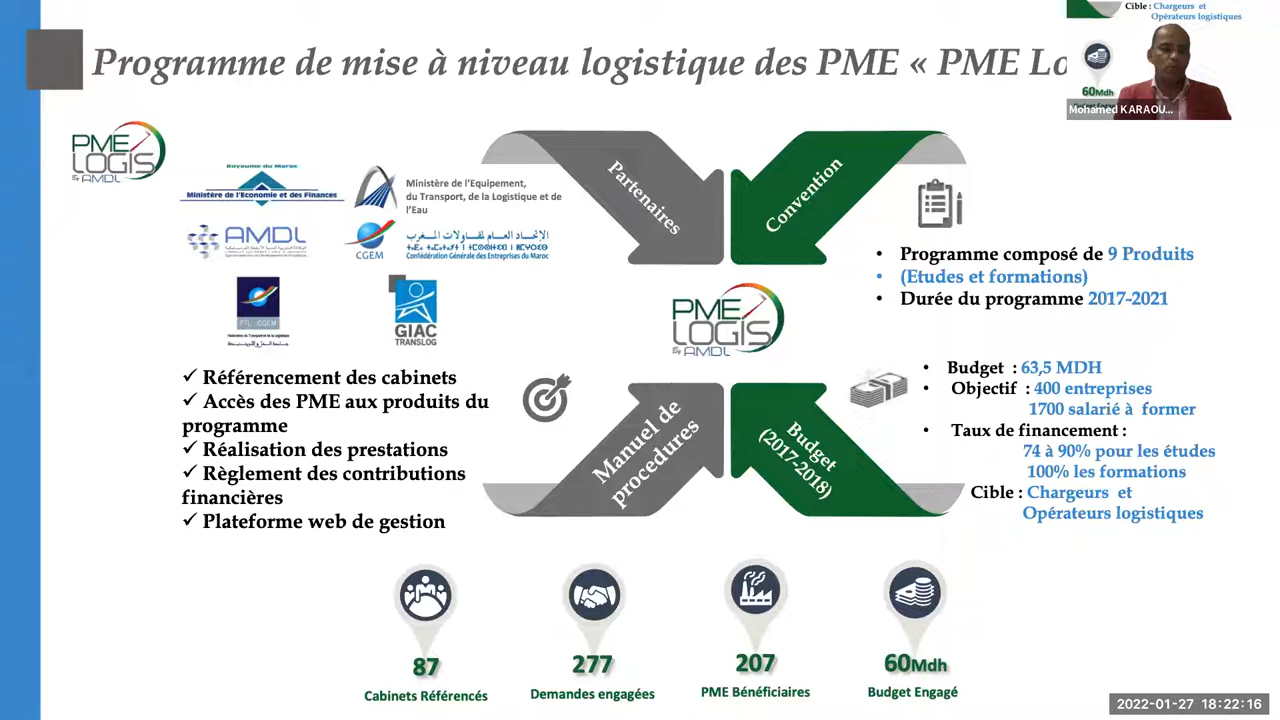 Cible : Chargeurs et
Opérateurs logistiques
Programme de mise à niveau logistique des PME « PME Lo
60Mdh
Mohamed KARAOU...
PME
LOGIS
By AMDL
Royaume du Maroc
Ministère de l'Economie et des Finances
Ministère de l'Equipement,
du Transport, de la Logistique et de
l'Eau
AMDL
CGEM
الاتحاد العام لمقاولات المغرب
Confédération Générale des Entreprises du Maroc
FTL CGEM
GIAC
TRANSLOG
Partenaires
Convention
• Programme composé de 9 Produits
• (Etudes et formations)
• Durée du programme 2017-2021
PME
LOGIS
By AMDL
✓ Référencement des cabinets
✓ Accès des PME aux produits du
programme
✓ Réalisation des prestations
✓ Règlement des contributions
financières
✓ Plateforme web de gestion
Manuel de
procedures
Budget
(2017-2018)
• Budget : 63,5 MDH
• Objectif : 400 entreprises
1700 salarié à former
• Taux de financement :
74 à 90% pour les études
100% les formations
Cible : Chargeurs et
Opérateurs logistiques
87
Cabinets Référencés
277
Demandes engagées
207
PME Bénéficiaires
60Mdh
Budget Engagé
2022-01-27 18:22:16